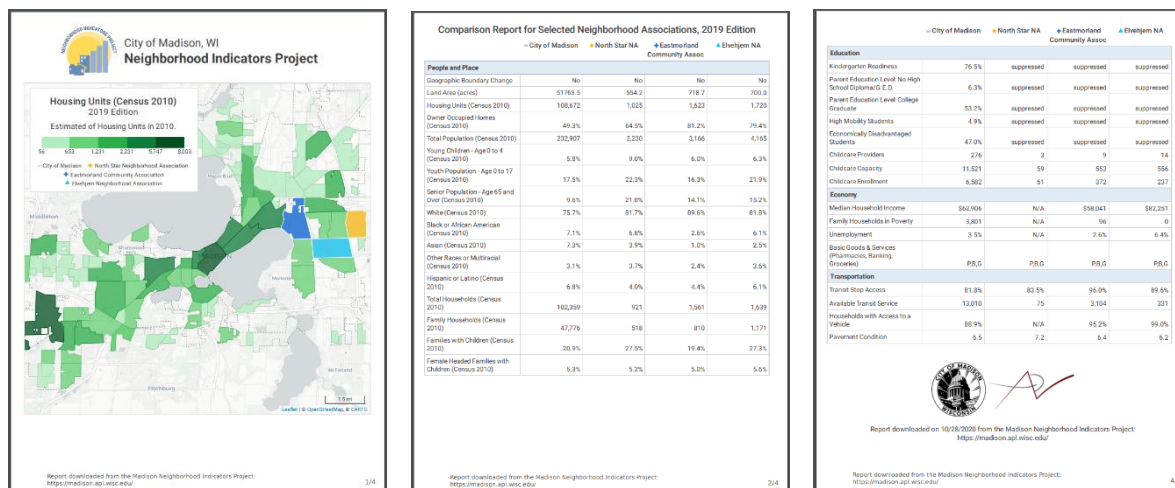 City of Madison, WI
Neighborhood Indicators Project
NEIGHBORHOOD INDICATORS PROJECT
Housing Units (Census 2010)
2019 Edition
Estimated of Housing Units in 2010.
56 653 1,231 2,231 5,747 8,003
City of Madison North Star Neighborhood Association
Eastmorland Community Association
Elvehjem Neighborhood Association
Middleton
Fitchburg
McFarland
1.5 mi
Leaflet | © OpenStreetMap, © CARTO
Report downloaded from the Madison Neighborhood Indicators Project:
https://madison.apl.wisc.edu/
1/4
Comparison Report for Selected Neighborhood Associations, 2019 Edition
City of Madison North Star NA Eastmorland Elvehjem NA
Community Assoc
People and Place
Geographic Boundary Change No No No No
Land Area (acres) 51763.5 554.2 718.7 700.0
Housing Units (Census 2010) 108,672 1,025 1,623 1,720
Owner Occupied Homes
(Census 2010) 49.3% 64.5% 81.2% 79.4%
Total Population (Census 2010) 232,907 2,230 3,166 4,165
Young Children - Age 0 to 4
(Census 2010) 5.8% 9.0% 6.0% 6.3%
Youth Population - Age 0 to 17
(Census 2010) 17.5% 22.3% 16.3% 21.9%
Senior Population - Age 65 and
Over (Census 2010) 9.6% 21.8% 14.1% 15.2%
White (Census 2010) 75.7% 81.7% 89.6% 81.8%
Black or African American
(Census 2010) 7.1% 6.8% 2.6% 6.1%
Asian (Census 2010) 7.3% 3.9% 1.0% 2.5%
Other Races or Multiracial
(Census 2010) 3.1% 3.7% 2.4% 3.6%
Hispanic or Latino (Census
2010) 6.8% 4.0% 4.4% 6.1%
Total Households (Census
2010) 102,359 921 1,561 1,639
Family Households (Census
2010) 47,776 518 810 1,171
Families with Children (Census
2010) 20.9% 27.5% 19.4% 27.3%
Female Headed Families with
Children (Census 2010) 5.3% 5.2% 5.0% 5.6%
Report downloaded from the Madison Neighborhood Indicators Project:
https://madison.apl.wisc.edu/
2/4
City of Madison North Star NA Eastmorland Elvehjem NA
Community Assoc
Education
Kindergarten Readiness 76.5% suppressed suppressed suppressed
Parent Education Level: No High
School Diploma/G.E.D. 6.3% suppressed suppressed suppressed
Parent Education Level: College
Graduate 53.2% suppressed suppressed suppressed
High Mobility Students 4.9% suppressed suppressed suppressed
Economically Disadvantaged
Students 47.0% suppressed suppressed suppressed
Childcare Providers 276 3 9 14
Childcare Capacity 11,521 59 553 556
Childcare Enrollment 6,582 51 372 237
Economy
Median Household Income $62,906 N/A $58,041 $82,251
Family Households in Poverty 3,801 N/A 96 0
Unemployment 3.5% N/A 2.6% 6.4%
Basic Goods & Services
(Pharmacies, Banking,
Groceries) P,B,G P,B,G P,B,G P,B,G
Transportation
Transit Stop Access 81.8% 83.5% 96.0% 89.6%
Available Transit Service 13,010 75 3,104 331
Households with Access to a
Vehicle 88.9% N/A 95.2% 99.0%
Pavement Condition 6.5 7.2 6.4 6.2
CITY OF MADISON
WISCONSIN
Report downloaded on 10/28/2020 from the Madison Neighborhood Indicators Project:
https://madison.apl.wisc.edu/
Report downloaded from the Madison Neighborhood Indicators Project:
https://madison.apl.wisc.edu/